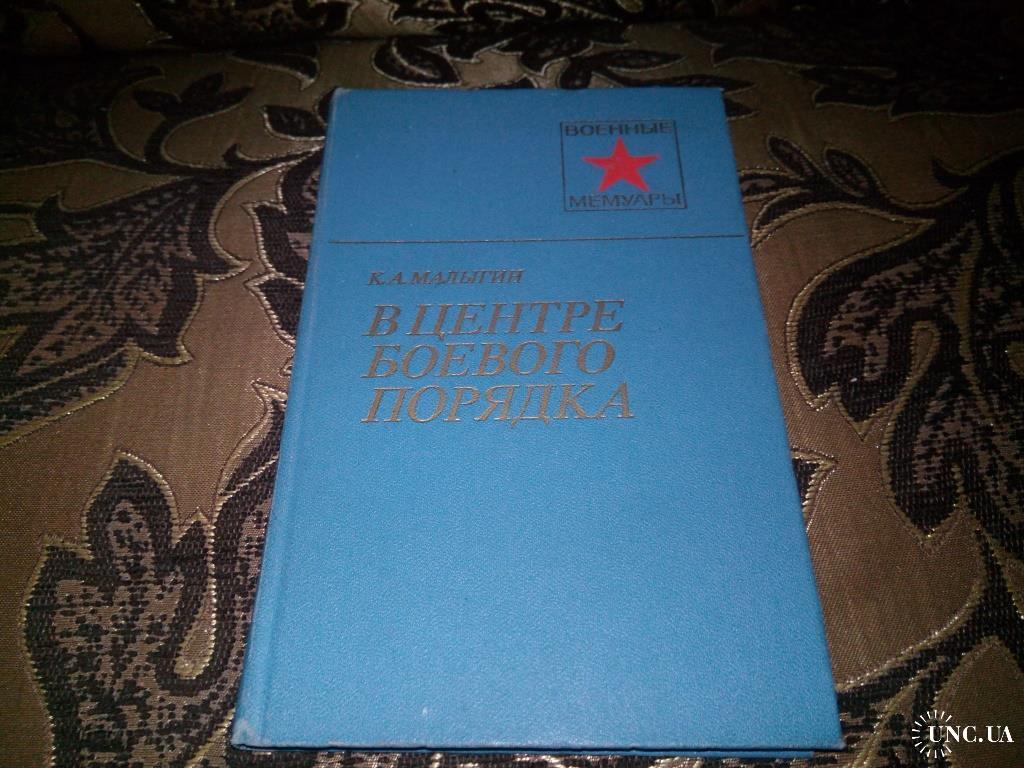 ВОЕННЫЕ
МЕМУАРЫ
К. А. МАЛЫГИН
В ЦЕНТРЕ
БОЕВОГО
ПОРЯДКА
UNC.UA